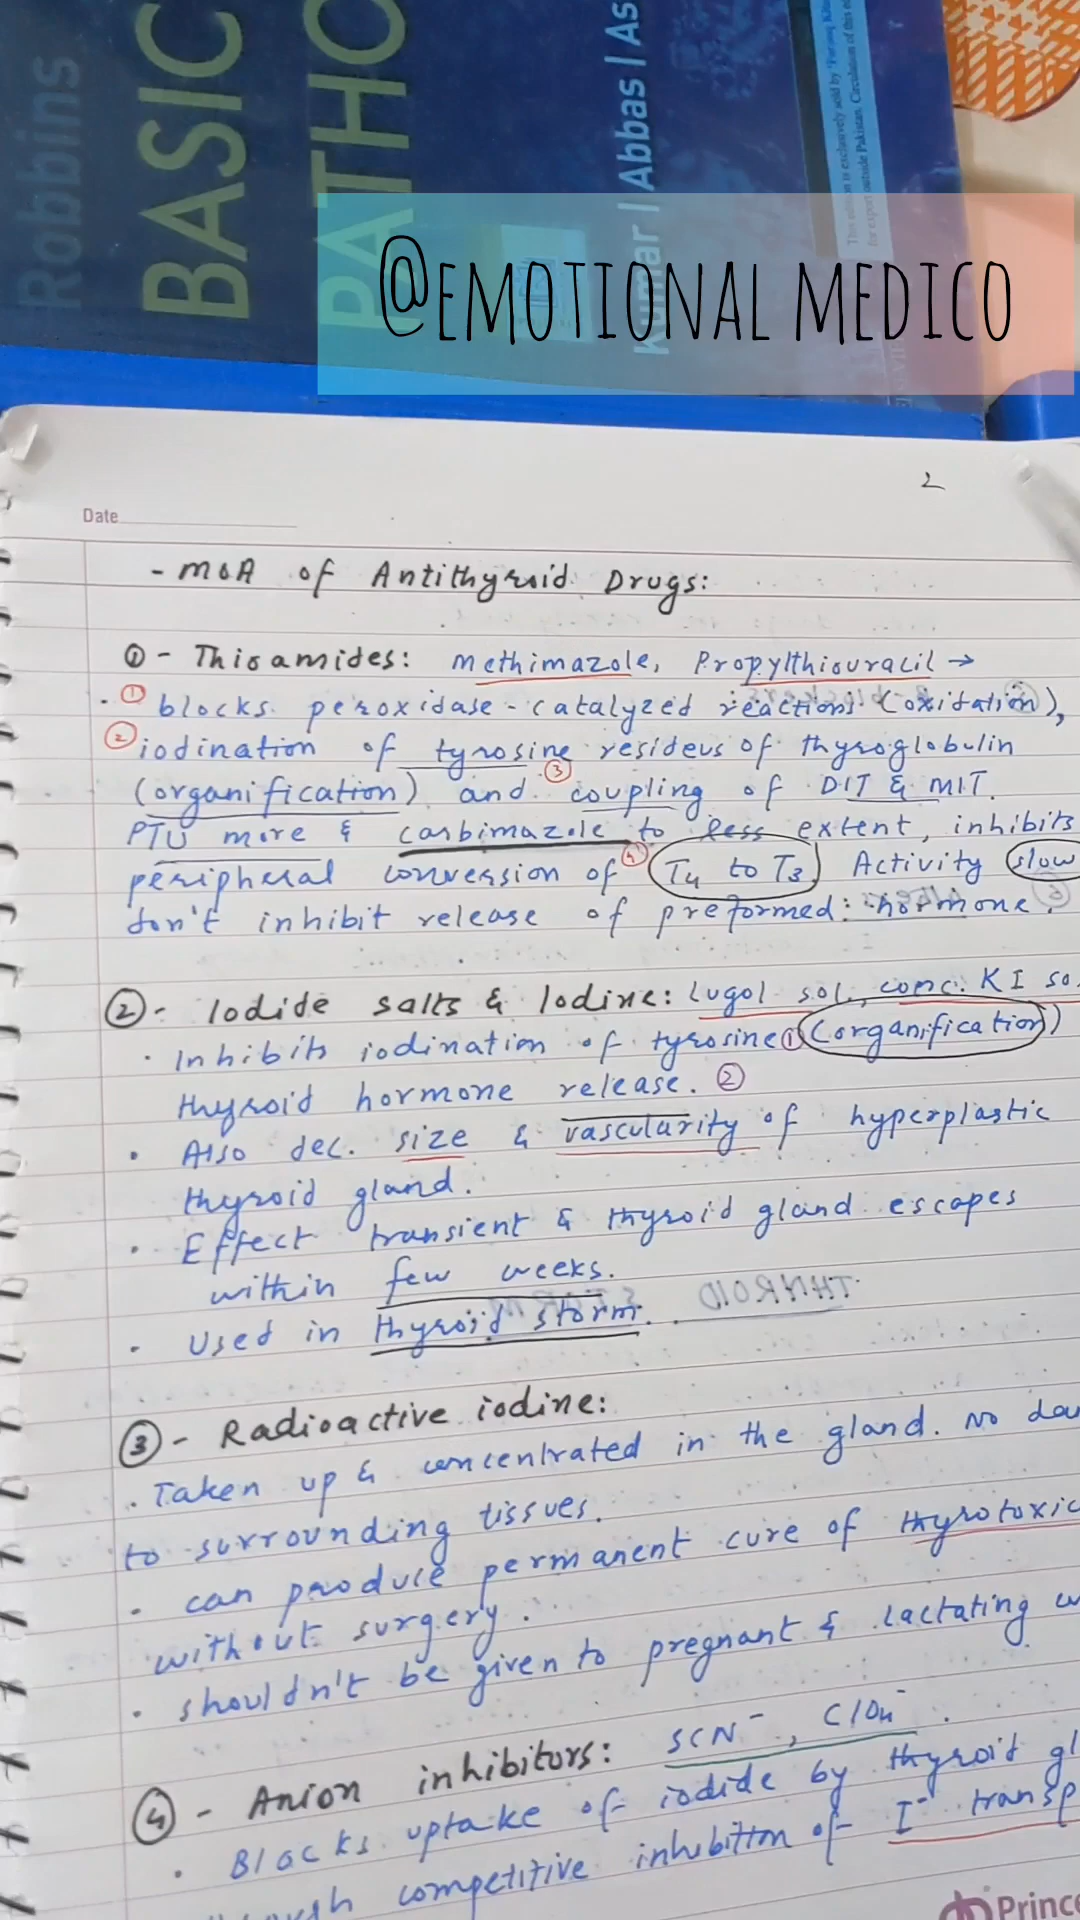 Robbins
BASIC
PATHO
Kumar | Abbas | As
@EMOTIONAL MEDICO
2
Date
- MOA of Antithyroid Drugs:
① - Thioamides: Methimazole, Propylthiouracil →
① blocks peroxidase - catalyzed reactions (oxidation),
② iodination of tyrosine resideus of thyroglobulin
(organification) and ③ coupling of DIT & MIT.
PTU more & carbimazole to less extent, inhibits
peripheral conversion of ④ T4 to T3. Activity slow
don't inhibit release of preformed hormone.
② - Iodide salts & Iodine: Lugol sol., conc. KI so
· Inhibits iodination of tyrosine ① (organification)
thyroid hormone release. ②
· Also dec. size & vascularity of hyperplastic
thyroid gland.
· Effect transient & thyroid gland escapes
within few weeks.
· Used in thyroid storm.
③ - Radioactive iodine:
· Taken up & concentrated in the gland. No da
to surrounding tissues.
· can produce permanent cure of thyrotoxic
without surgery.
· shouldn't be given to pregnant & lactating w
④ - Anion inhibitors: SCN⁻, ClO4⁻.
· Blocks uptake of iodide by thyroid gl
competitive inhibition of I⁻ transp
Prince